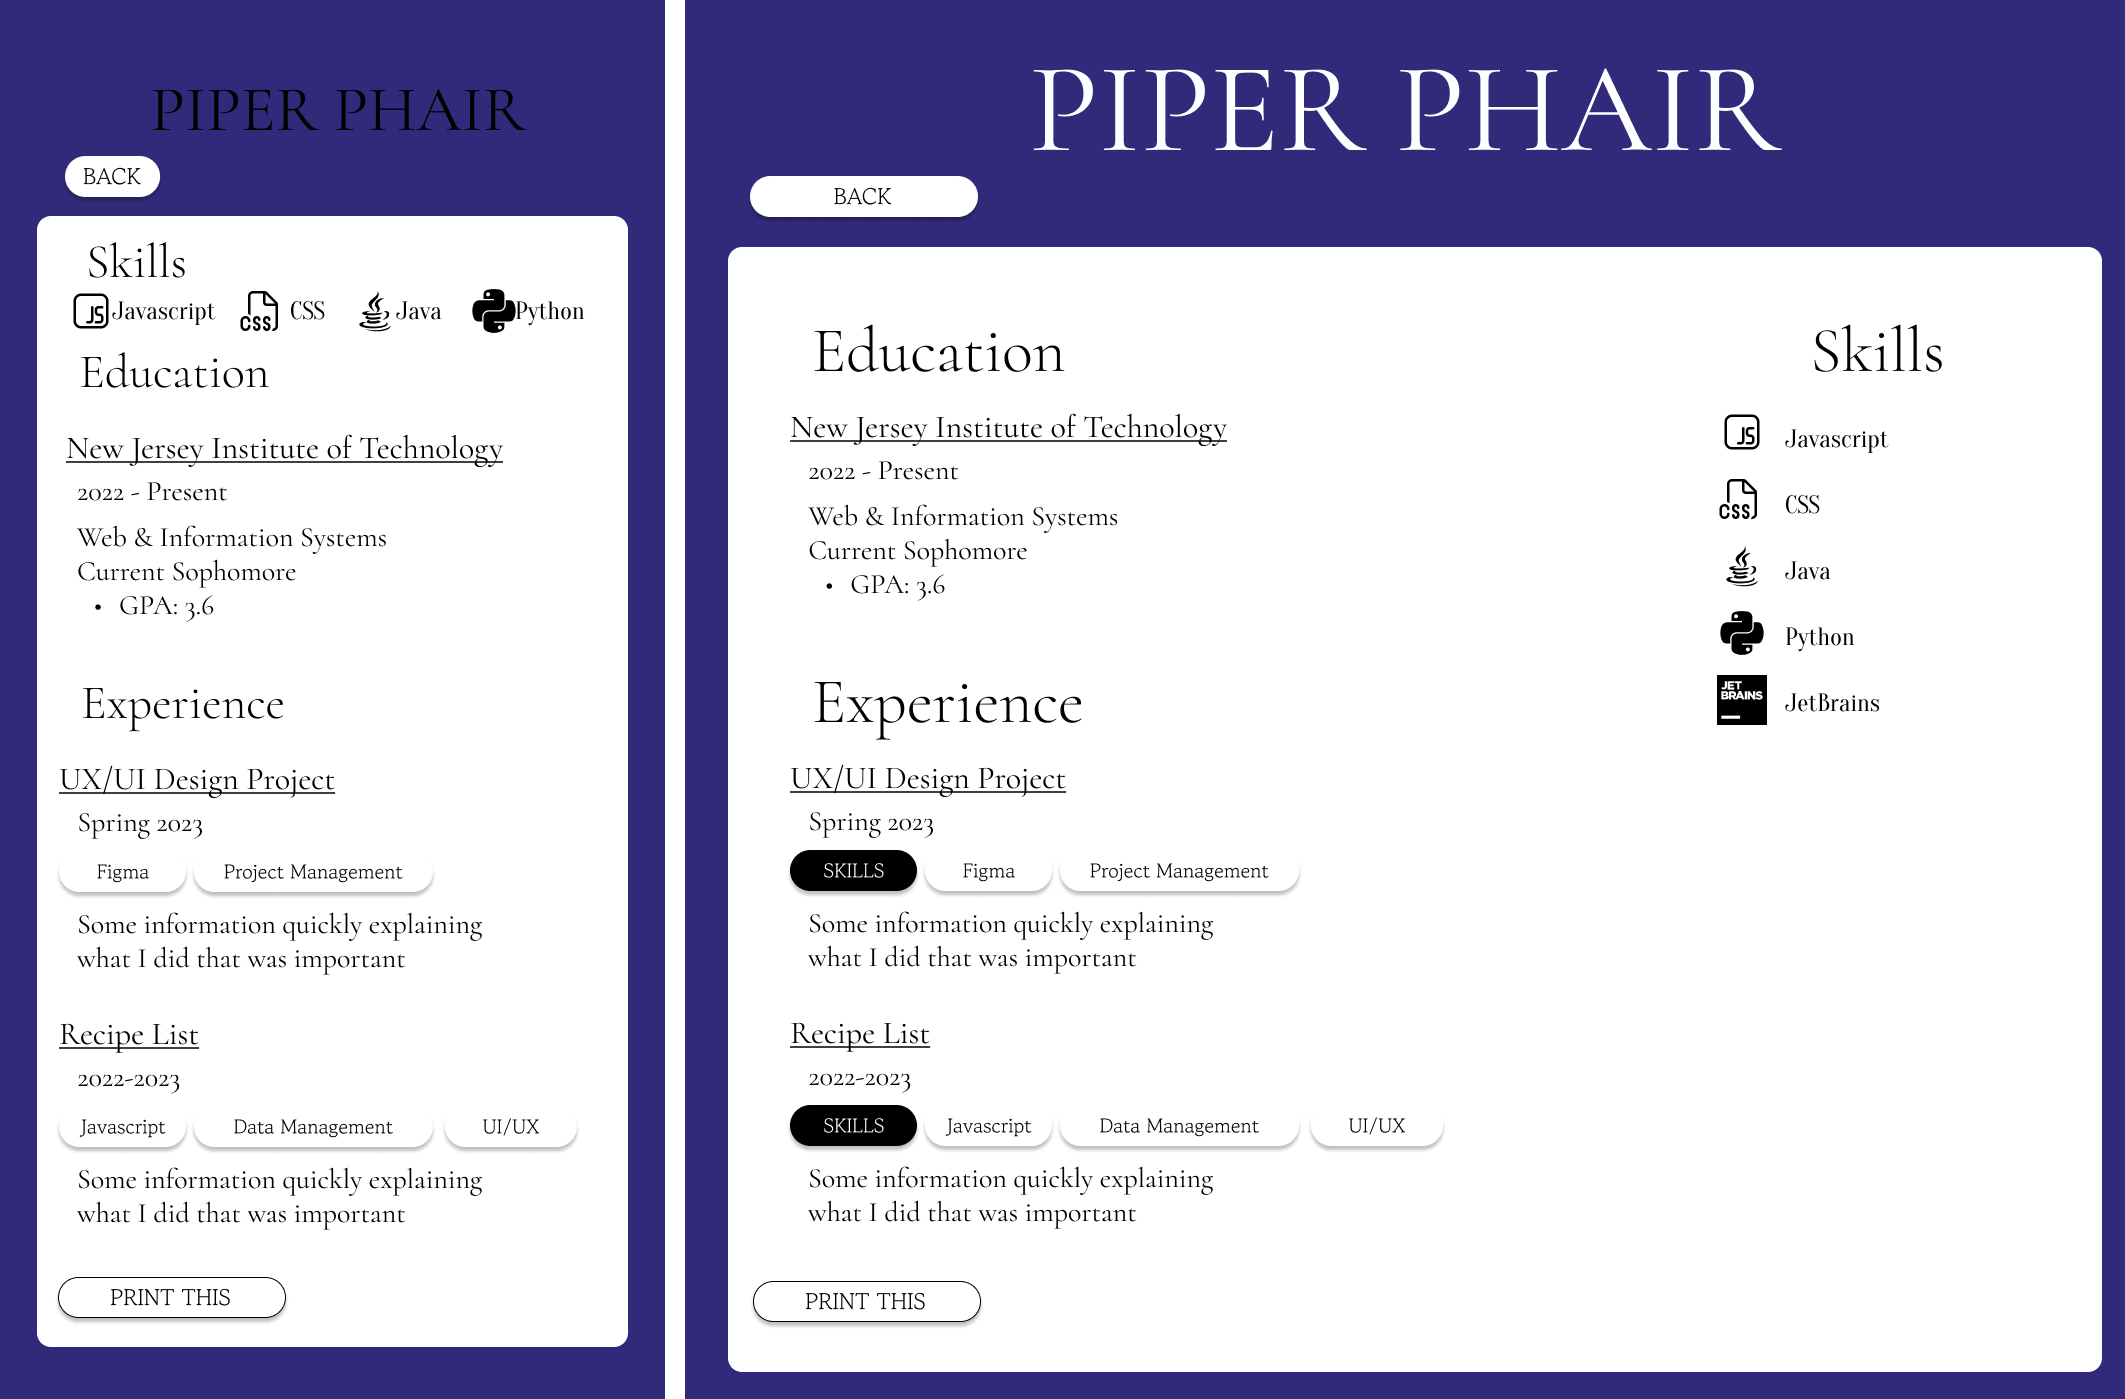 PIPER PHAIR
BACK
Skills
JS Javascript CSS CSS Java Python
Education
New Jersey Institute of Technology
2022 - Present
Web & Information Systems
Current Sophomore
• GPA: 3.6
Experience
UX/UI Design Project
Spring 2023
Figma Project Management
Some information quickly explaining
what I did that was important
Recipe List
2022-2023
Javascript Data Management UI/UX
Some information quickly explaining
what I did that was important
PRINT THIS
PIPER PHAIR
BACK
Education
New Jersey Institute of Technology
2022 - Present
Web & Information Systems
Current Sophomore
• GPA: 3.6
Experience
UX/UI Design Project
Spring 2023
SKILLS Figma Project Management
Some information quickly explaining
what I did that was important
Recipe List
2022-2023
SKILLS Javascript Data Management UI/UX
Some information quickly explaining
what I did that was important
PRINT THIS
Skills
JS Javascript
CSS CSS
Java
Python
JET
BRAINS JetBrains